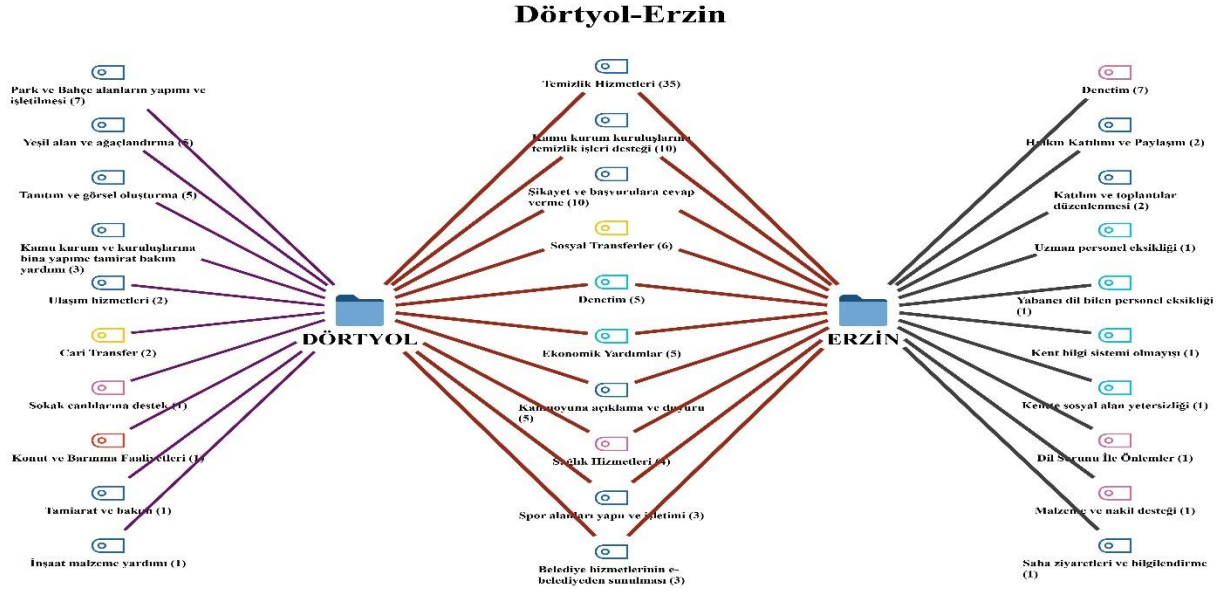 Dörtyol-Erzin
Park ve Bahçe alanların yapımı ve
işletilmesi (7)
Yeşil alan ve ağaçlandırma (5)
Tanıtım ve görsel oluşturma (5)
Kamu kurum ve kuruluşlarına
bina yapımc tamirat bakım
yardımı (3)
Ulaşım hizmetleri (2)
Cari Transfer (2)
Sokak canlılarına destek (1)
Konut ve Barınma Faaliyetleri (1)
Tamiarat ve bakım (1)
İnşaat malzeme yardımı (1)
DÖRTYOL
Temizlik Hizmetleri (35)
Kamu kurum kuruluşlarına
temizlik işleri desteği (10)
Şikayet ve başvurulara cevap
verme (10)
Sosyal Transferler (6)
Denetim (5)
Ekonomik Yardımlar (5)
Kamuoyuna açıklama ve duyuru
(5)
Sağlık Hizmetleri (4)
Spor alanları yapıı ve işletimi (3)
Belediye hizmetlerinin e-
belediyeden sunulması (3)
ERZİN
Denetim (7)
Halkın Katılımı ve Paylaşım (2)
Katılım ve toplantılar
düzenlenmesi (2)
Uzman personel eksikliği (1)
Yabancı dil bilen personel eksikliği
(1)
Kent bilgi sistemi olmayışı (1)
Kentte sosyal alan yetersizliği (1)
Dil Sorunu İle Önlemler (1)
Malzeme ve nakil desteği (1)
Saha ziyaretleri ve bilgilendirme
(1)